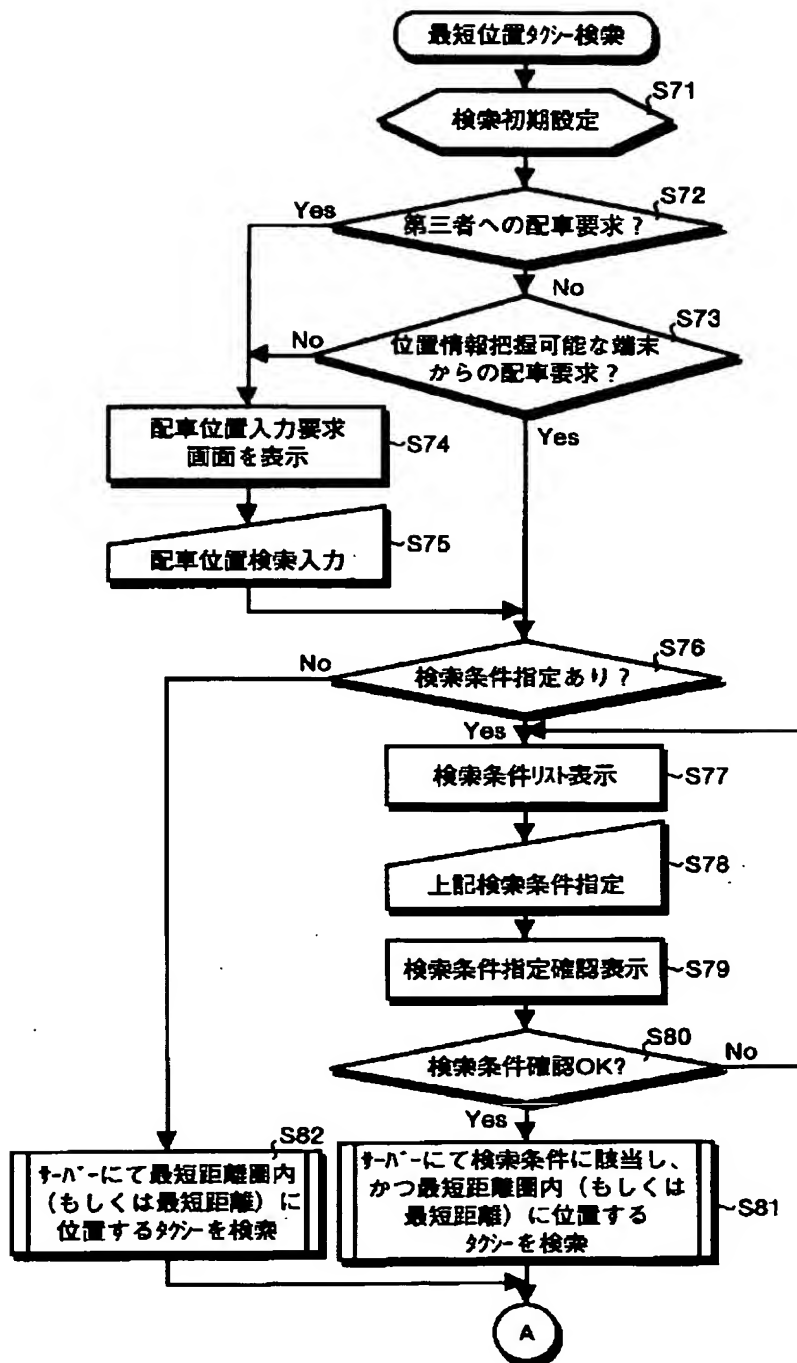 最短位置ﾀｸｼｰ検索
S71
検索初期設定
S72
Yes
第三者への配車要求？
No
S73
No
位置情報把握可能な端末
からの配車要求？
Yes
配車位置入力要求
画面を表示
S74
配車位置検索入力
S75
S76
No
検索条件指定あり？
Yes
検索条件ﾘｽﾄ表示
S77
上記検索条件指定
S78
検索条件指定確認表示
S79
S80
検索条件確認OK?
No
Yes
S82
ｻｰﾊﾞｰにて最短距離圏内
（もしくは最短距離）に
位置するﾀｸｼｰを検索
ｻｰﾊﾞｰにて検索条件に該当し、
かつ最短距離圏内（もしくは
最短距離）に位置する
ﾀｸｼｰを検索
S81
A